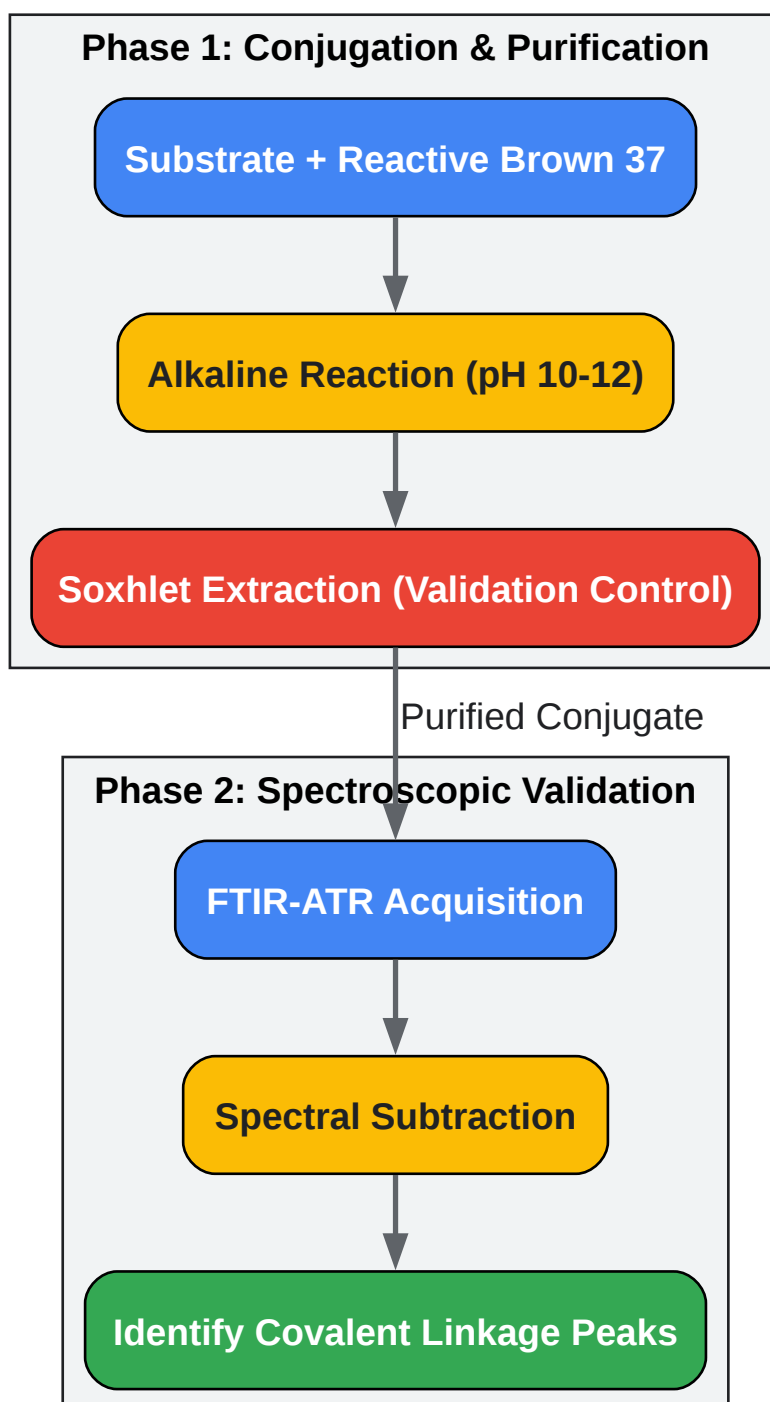 Phase 1: Conjugation & Purification
Substrate + Reactive Brown 37
Alkaline Reaction (pH 10-12)
Soxhlet Extraction (Validation Control)
Purified Conjugate
Phase 2: Spectroscopic Validation
FTIR-ATR Acquisition
Spectral Subtraction
Identify Covalent Linkage Peaks